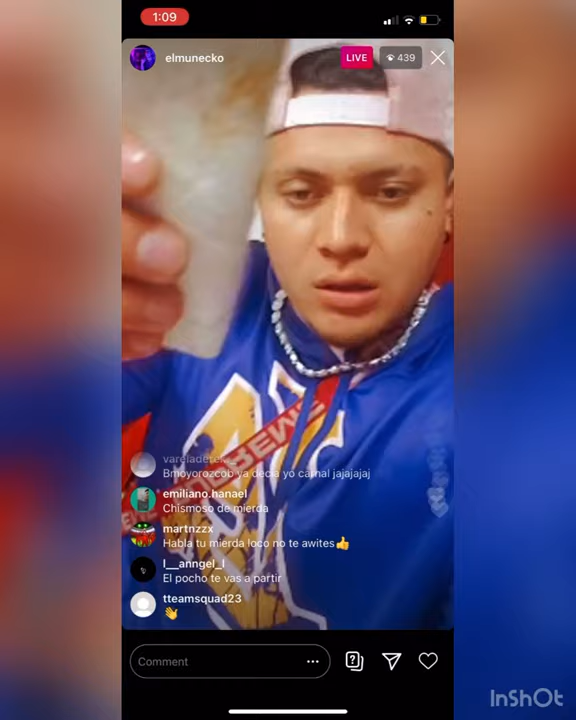 1:09
elmunecko
LIVE
439
Bmoyorozcob ya decia yo carnal jajajajaj
emiliano.hanael
Chismoso de mierda
martnzzx
Habla tu mierda loco no te awites👍
l__anngel_l
El pocho te vas a partir
tteamsquad23
👋
Comment
InShOt